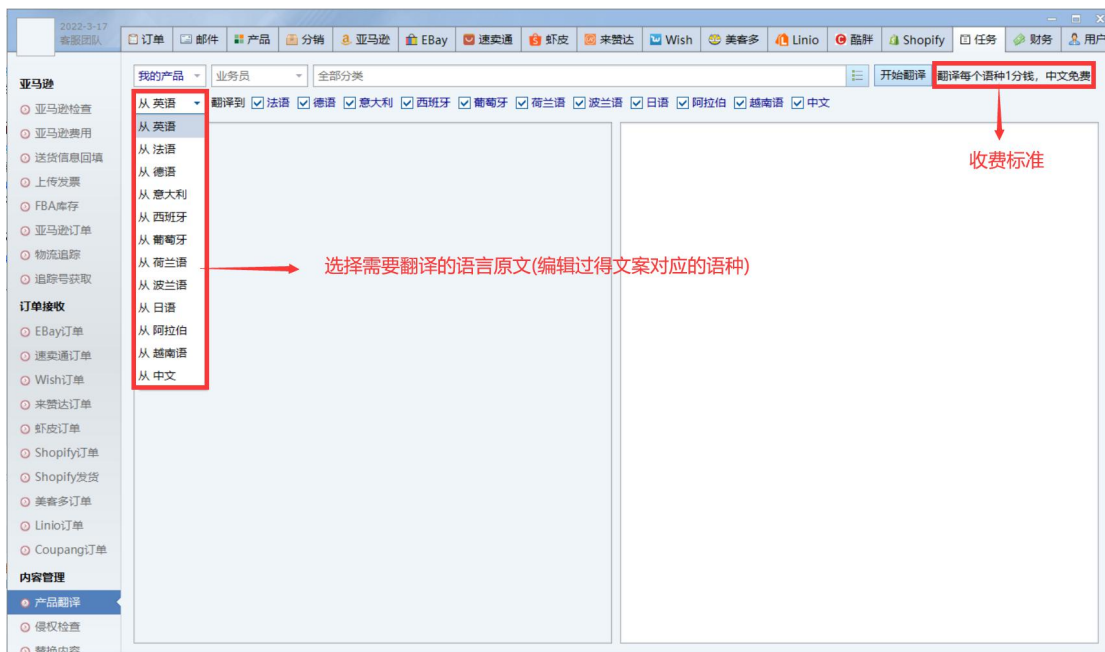 2022-3-17
客服团队
订单 邮件 产品 分销 亚马逊 EBay 速卖通 虾皮 来赞达 Wish 美客多 Linio 酷胖 Shopify 任务 财务 用户
我的产品 业务员 全部分类 开始翻译 翻译每个语种1分钱，中文免费
从 英语 翻译到 法语 德语 意大利 西班牙 葡萄牙 荷兰语 波兰语 日语 阿拉伯 越南语 中文
收费标准
从 英语
从 法语
从 德语
从 意大利
从 西班牙
从 葡萄牙
从 荷兰语
从 波兰语
从 日语
从 阿拉伯
从 越南语
从 中文
选择需要翻译的语言原文(编辑过得文案对应的语种)
亚马逊
亚马逊检查
亚马逊费用
送货信息回填
上传发票
FBA库存
亚马逊订单
物流追踪
追踪号获取
订单接收
EBay订单
速卖通订单
Wish订单
来赞达订单
虾皮订单
Shopify订单
Shopify发货
美客多订单
Linio订单
Coupang订单
内容管理
产品翻译
侵权检查
替换内容